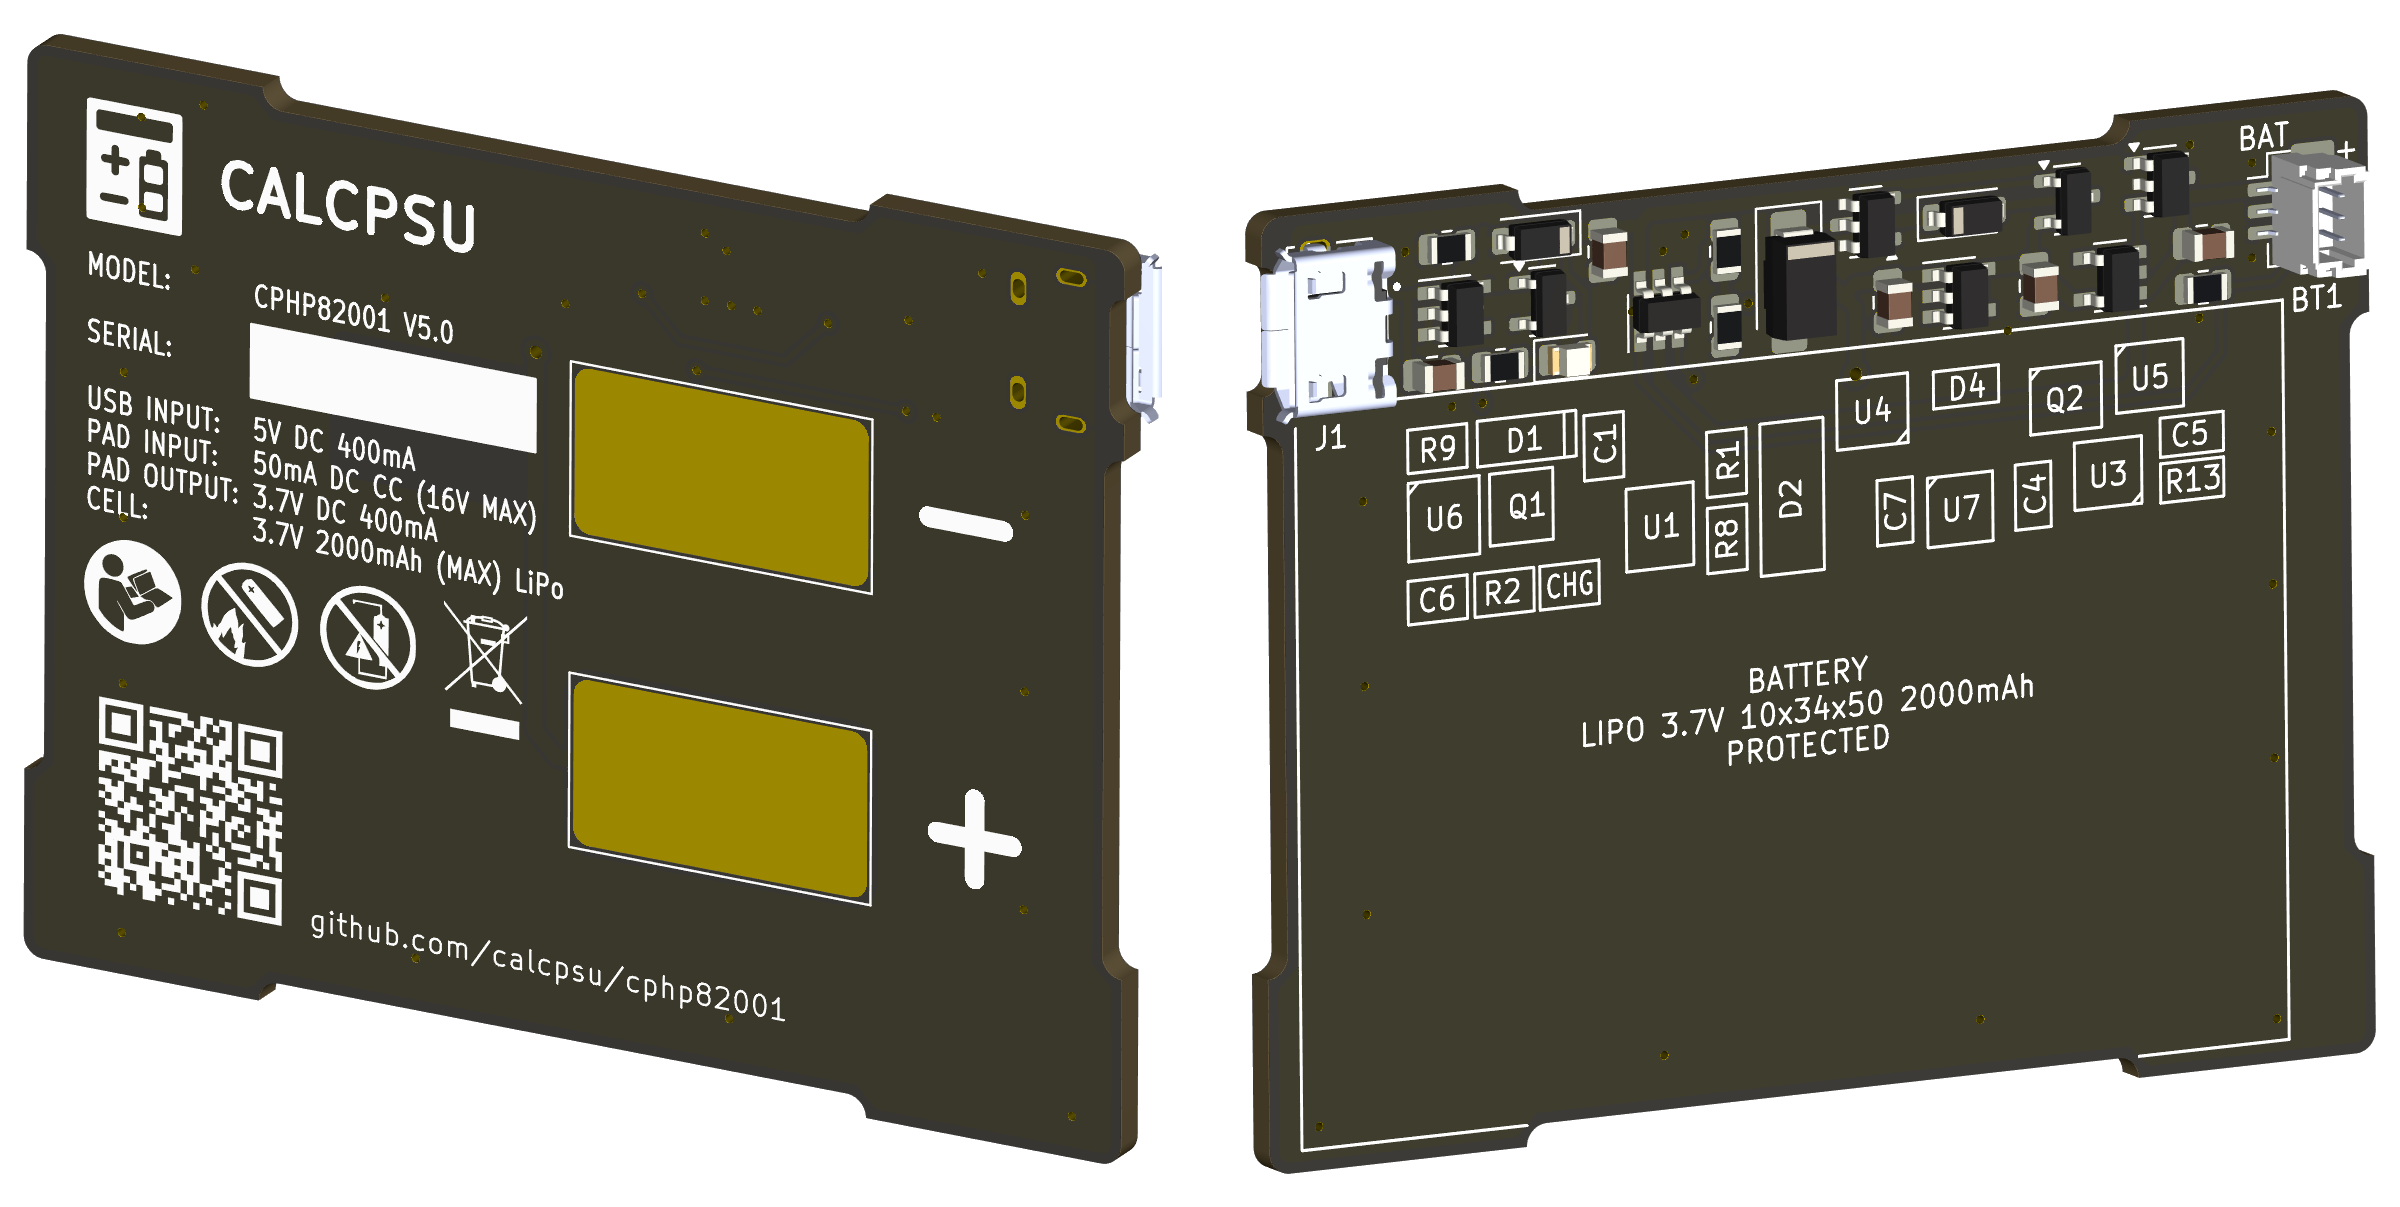 CALCPSU
MODEL: CPHP82001 V5.0
SERIAL:
USB INPUT: 5V DC 400mA
PAD INPUT: 50mA DC CC (16V MAX)
PAD OUTPUT: 3.7V DC 400mA
CELL: 3.7V 2000mAh (MAX) LiPo
github.com/calcpsu/cphp82001
BAT +
BT1
J1
R9 D1 C1 R1 D2 U4 D4 Q2 U5
U6 Q1 U1 R8 C7 U7 C4 U3 C5
R13
C6 R2 CHG
BATTERY
LIPO 3.7V 10x34x50 2000mAh
PROTECTED